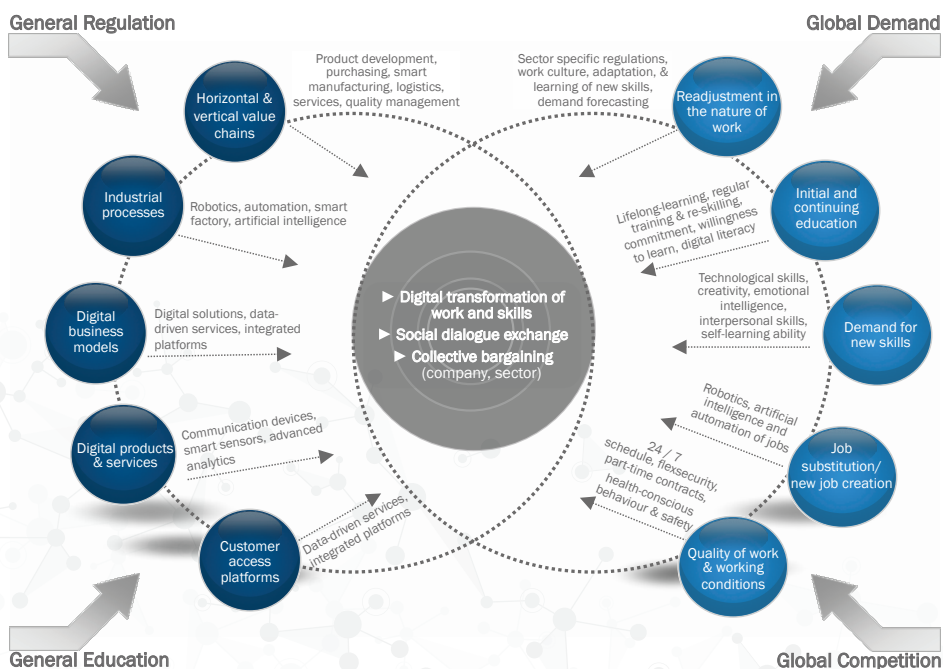 General Regulation
Global Demand
Horizontal &
vertical value
chains
Product development,
purchasing, smart
manufacturing, logistics,
services, quality management
Sector specific regulations,
work culture, adaptation, &
learning of new skills,
demand forecasting
Readjustment in
the nature of
work
Industrial
processes
Robotics, automation, smart
factory, artificial intelligence
Lifelong-learning, regular
training & re-skilling,
commitment, willingness
to learn, digital literacy
Initial and
continuing
education
Digital
business
models
Digital solutions, data-
driven services, integrated
platforms
► Digital transformation of
work and skills
► Social dialogue exchange
► Collective bargaining
(company, sector)
Technological skills,
creativity, emotional
intelligence,
interpersonal skills,
self-learning ability
Demand for
new skills
Digital products
& services
Communication devices,
smart sensors, advanced
analytics
Robotics, artificial
intelligence and
automation of jobs
Job
substitution/
new job creation
Customer
access
platforms
Data-driven services,
integrated platforms
24 / 7
schedule, flexsecurity,
part-time contracts,
health-conscious
behaviour & safety
Quality of work
& working
conditions
General Education
Global Competition